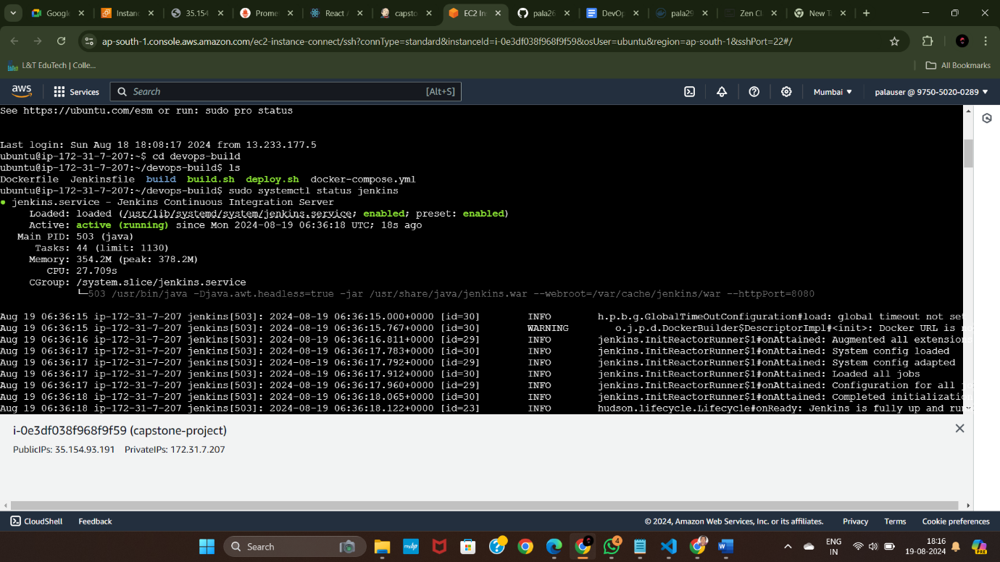 Google
Instanc
35.154
Prome
React A
capsto
EC2 In
pala26
DevOp
pala29
Zen Cl
New T
ap-south-1.console.aws.amazon.com/ec2-instance-connect/ssh?connType=standard&instanceId=i-0e3df038f968f9f59&osUser=ubuntu&region=ap-south-1&sshPort=22#/
L&T EduTech | Colle...
All Bookmarks
aws
Services
Search
[Alt+S]
Mumbai
palauser @ 9750-5020-0289
See https://ubuntu.com/esm or run: sudo pro status
Last login: Sun Aug 18 18:08:17 2024 from 13.233.177.5
ubuntu@ip-172-31-7-207:~$ cd devops-build
ubuntu@ip-172-31-7-207:~/devops-build$ ls
Dockerfile Jenkinsfile build build.sh deploy.sh docker-compose.yml
ubuntu@ip-172-31-7-207:~/devops-build$ sudo systemctl status jenkins
● jenkins.service - Jenkins Continuous Integration Server
Loaded: loaded (/usr/lib/systemd/system/jenkins.service; enabled; preset: enabled)
Active: active (running) since Mon 2024-08-19 06:36:18 UTC; 18s ago
Main PID: 503 (java)
Tasks: 44 (limit: 1130)
Memory: 354.2M (peak: 378.2M)
CPU: 27.709s
CGroup: /system.slice/jenkins.service
└─503 /usr/bin/java -Djava.awt.headless=true -jar /usr/share/java/jenkins.war --webroot=/var/cache/jenkins/war --httpPort=8080
Aug 19 06:36:15 ip-172-31-7-207 jenkins[503]: 2024-08-19 06:36:15.000+0000 [id=30] INFO h.p.b.g.GlobalTimeOutConfiguration#load: global timeout not set
Aug 19 06:36:15 ip-172-31-7-207 jenkins[503]: 2024-08-19 06:36:15.767+0000 [id=30] WARNING o.j.p.d.DockerBuilder$DescriptorImpl#<init>: Docker URL is no
Aug 19 06:36:16 ip-172-31-7-207 jenkins[503]: 2024-08-19 06:36:16.811+0000 [id=29] INFO jenkins.InitReactorRunner$1#onAttained: Augmented all extensions
Aug 19 06:36:17 ip-172-31-7-207 jenkins[503]: 2024-08-19 06:36:17.783+0000 [id=30] INFO jenkins.InitReactorRunner$1#onAttained: System config loaded
Aug 19 06:36:17 ip-172-31-7-207 jenkins[503]: 2024-08-19 06:36:17.792+0000 [id=29] INFO jenkins.InitReactorRunner$1#onAttained: System config adapted
Aug 19 06:36:17 ip-172-31-7-207 jenkins[503]: 2024-08-19 06:36:17.912+0000 [id=30] INFO jenkins.InitReactorRunner$1#onAttained: Loaded all jobs
Aug 19 06:36:17 ip-172-31-7-207 jenkins[503]: 2024-08-19 06:36:17.960+0000 [id=29] INFO jenkins.InitReactorRunner$1#onAttained: Configuration for all jo
Aug 19 06:36:18 ip-172-31-7-207 jenkins[503]: 2024-08-19 06:36:18.065+0000 [id=30] INFO jenkins.InitReactorRunner$1#onAttained: Completed initialization
Aug 19 06:36:18 ip-172-31-7-207 jenkins[503]: 2024-08-19 06:36:18.122+0000 [id=23] INFO hudson.lifecycle.Lifecycle#onReady: Jenkins is fully up and run
i-0e3df038f968f9f59 (capstone-project)
PublicIPs: 35.154.93.191 PrivateIPs: 172.31.7.207
CloudShell
Feedback
© 2024, Amazon Web Services, Inc. or its affiliates.
Privacy
Terms
Cookie preferences
Search
myhp
4
ENG
IN
18:16
19-08-2024
PRE